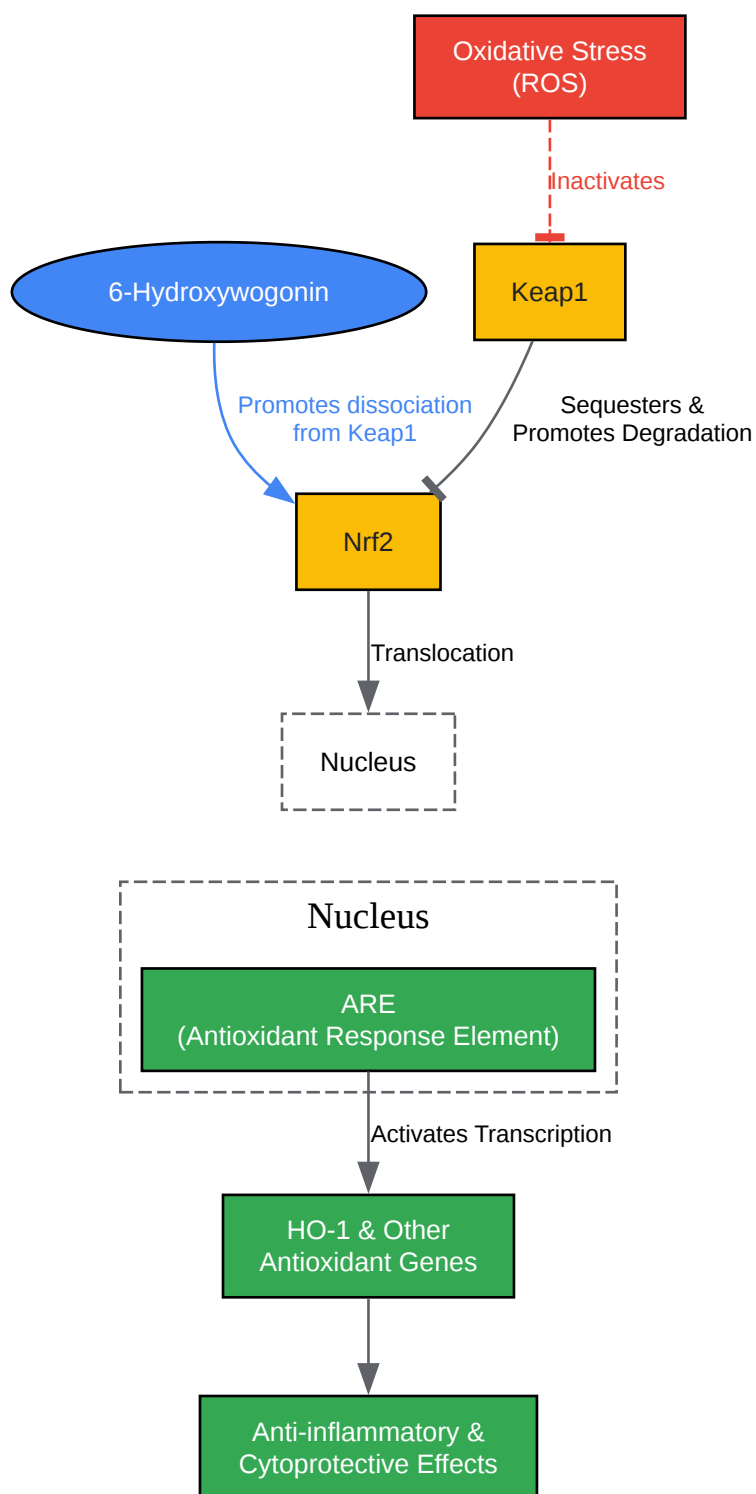 Oxidative Stress
(ROS)
Inactivates
6-Hydroxywogonin
Keap1
Promotes dissociation
from Keap1
Sequesters &
Promotes Degradation
Nrf2
Translocation
Nucleus
Nucleus
ARE
(Antioxidant Response Element)
Activates Transcription
HO-1 & Other
Antioxidant Genes
Anti-inflammatory &
Cytoprotective Effects